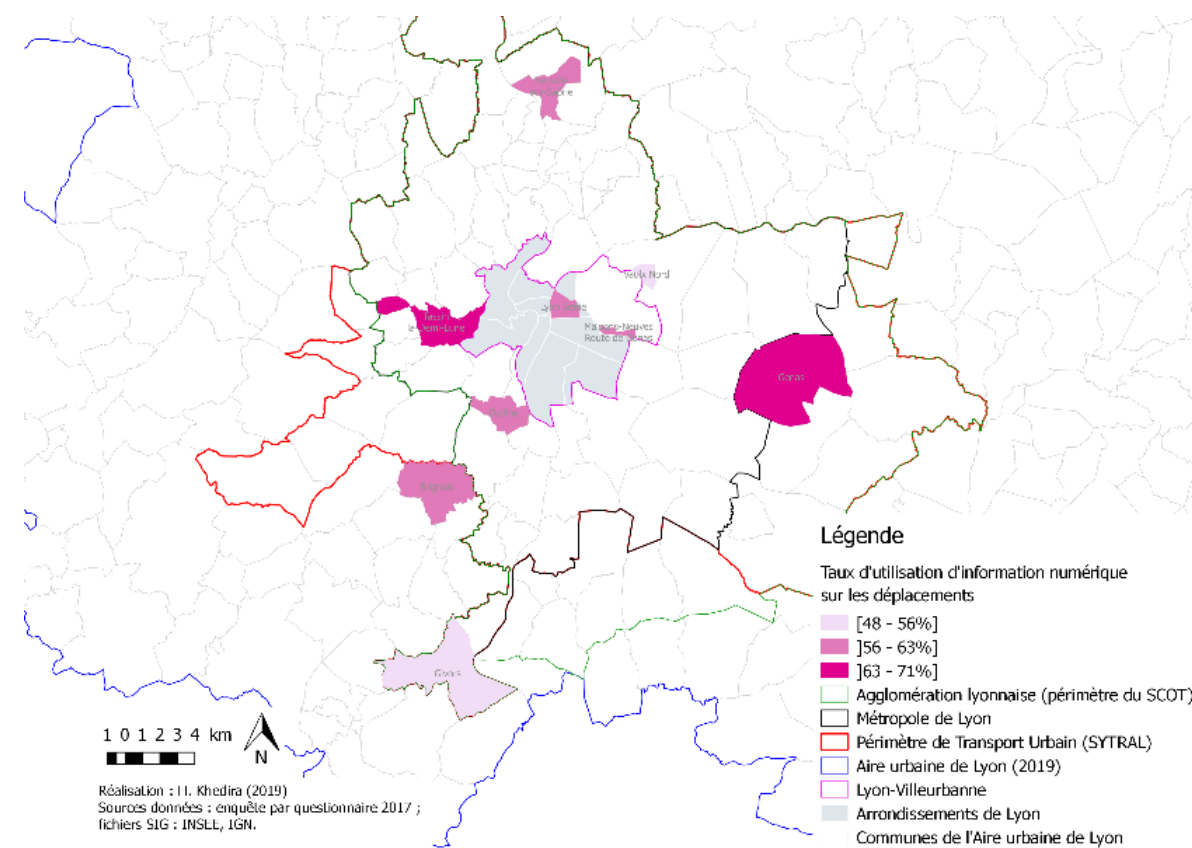 sur-Saône
Vaulx Nord
Tassin
la-Demi-Lune
Maisons-Neuves
Route de Genas
Genas
Oullins
Brignais
Givors
Légende
Taux d'utilisation d'information numérique
sur les déplacements
[48 - 56%]
]56 - 63%]
]63 - 71%]
Agglomération lyonnaise (périmètre du SCOT)
Métropole de Lyon
Périmètre de Transport Urbain (SYTRAL)
Aire urbaine de Lyon (2019)
Lyon-Villeurbanne
Arrondissements de Lyon
Communes de l'Aire urbaine de Lyon
1 0 1 2 3 4 km
N
Réalisation : H. Khedira (2019)
Sources données : enquête par questionnaire 2017 ;
fichiers SIG : INSEE, IGN.